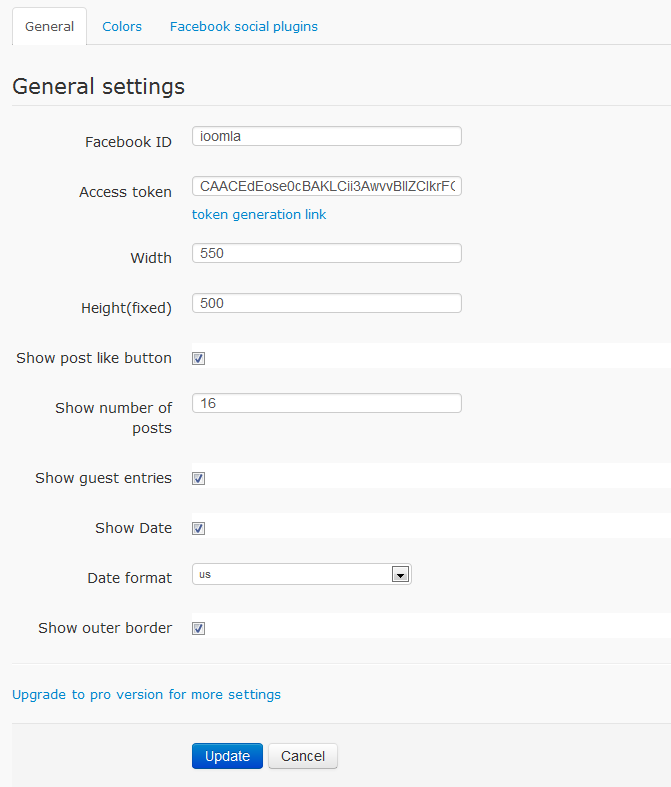 General Colors Facebook social plugins
General settings
Facebook ID ioomla
Access token CAACEdEose0cBAKLCii3AwvvBllZClkrFC
token generation link
Width 550
Height(fixed) 500
Show post like button
Show number of 16
posts
Show guest entries
Show Date
Date format us
Show outer border
Upgrade to pro version for more settings
Update Cancel